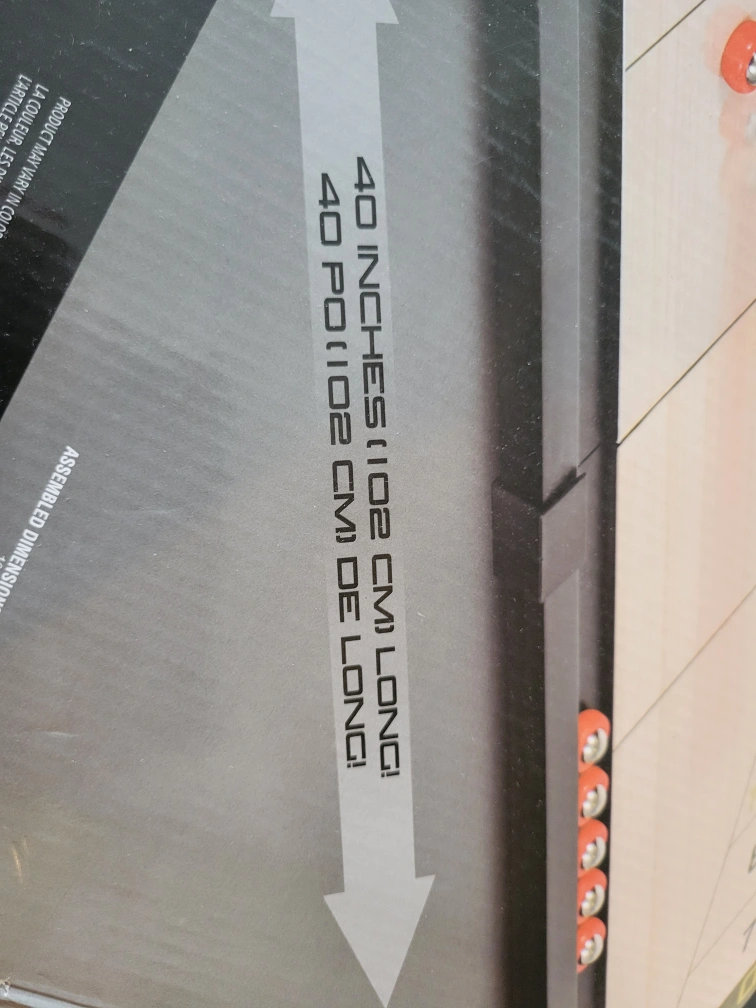 40 INCHES (102 CM) LONG!
40 PO (102 CM) DE LONG!
PRODUCT MAY VARY IN
LA COULEUR, LES
L'ARTICLE
ASSEMBLED DIMENSIONS